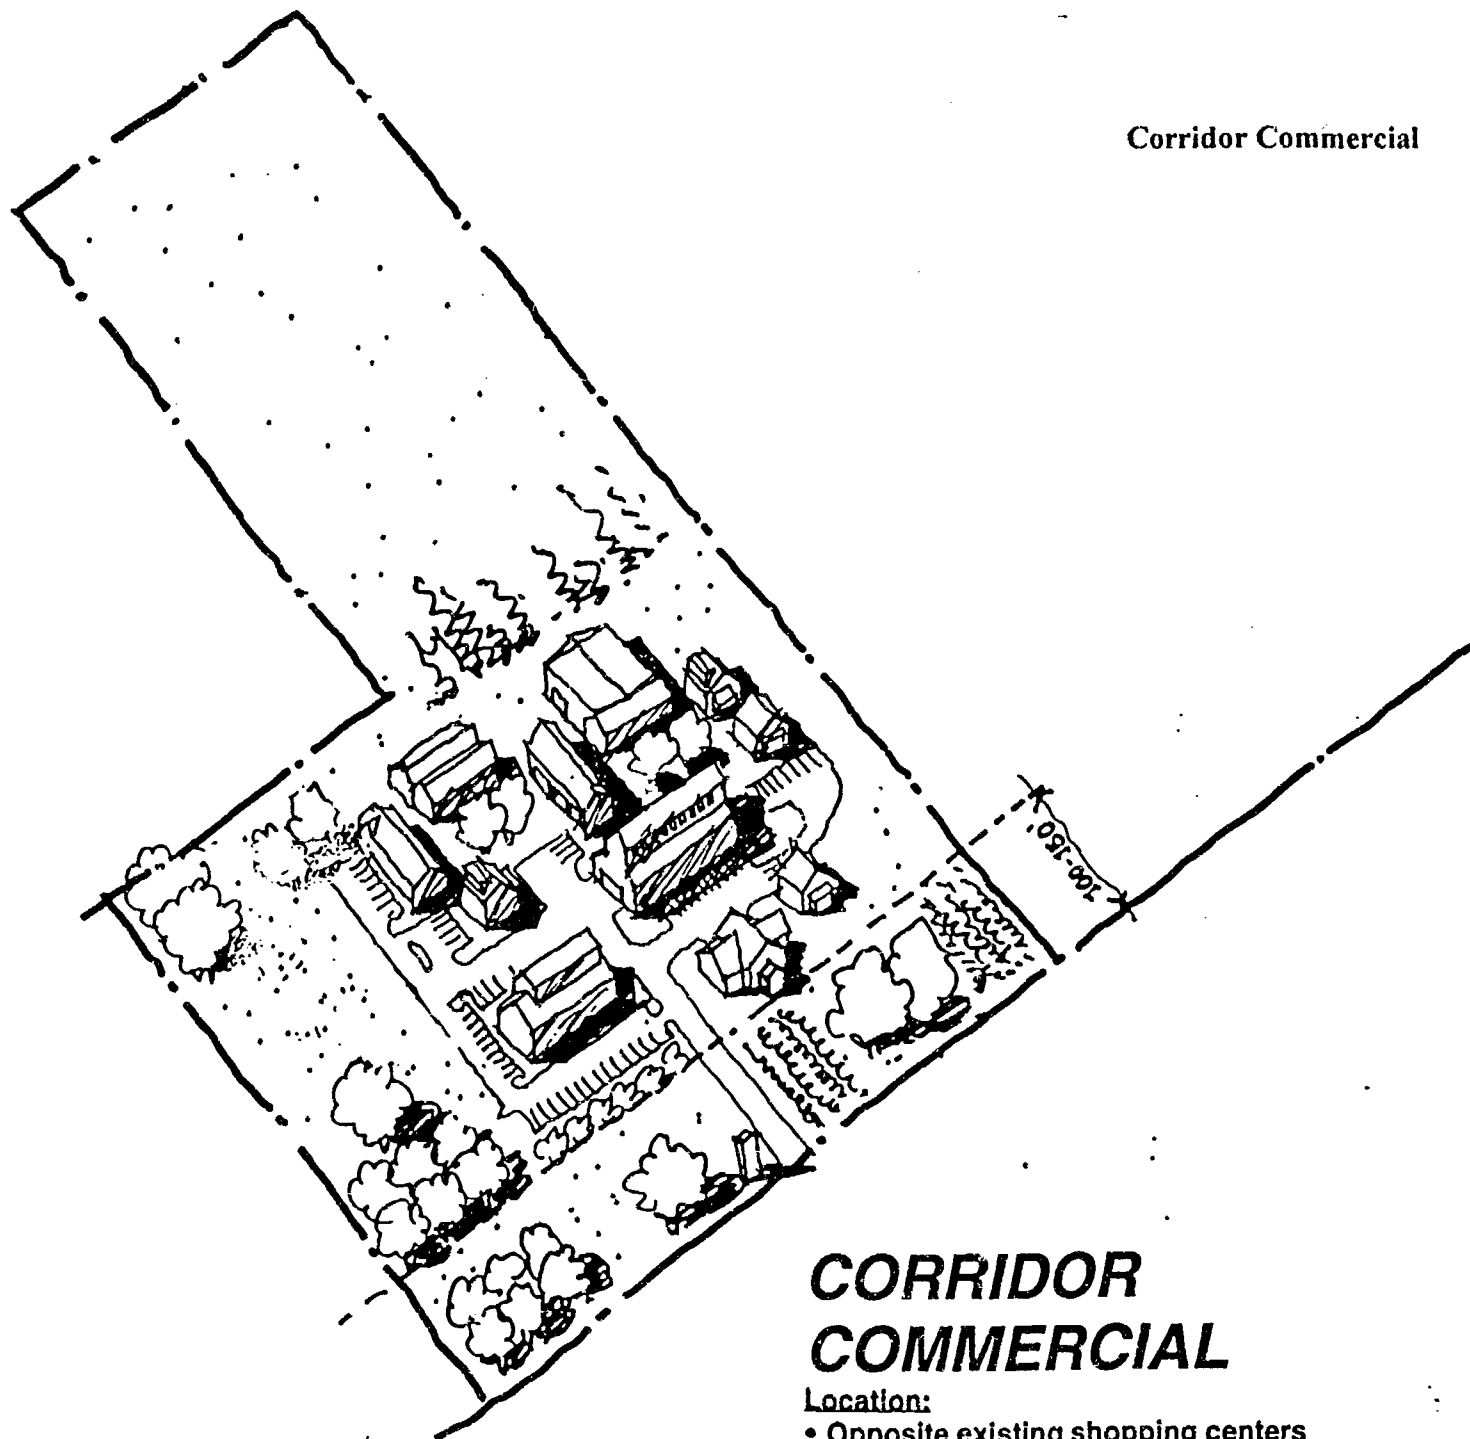 Corridor Commercial
100-150'
CORRIDOR
COMMERCIAL
Location:
• Opposite existing shopping centers